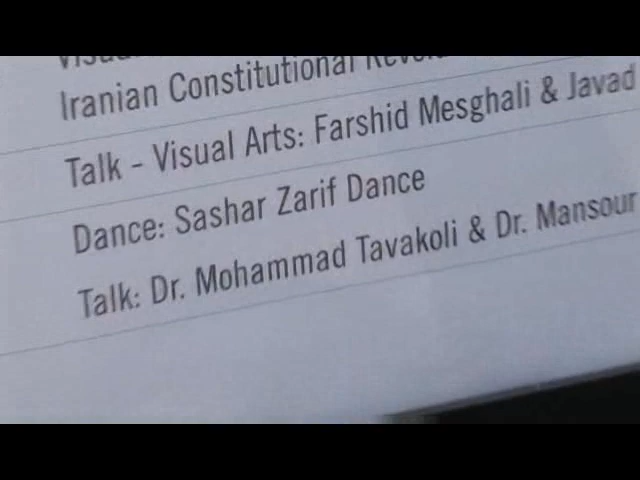 Iranian Constitutional
Talk - Visual Arts: Farshid Mesghali & Javad
Dance: Sashar Zarif Dance
Talk: Dr. Mohammad Tavakoli & Dr. Mansour